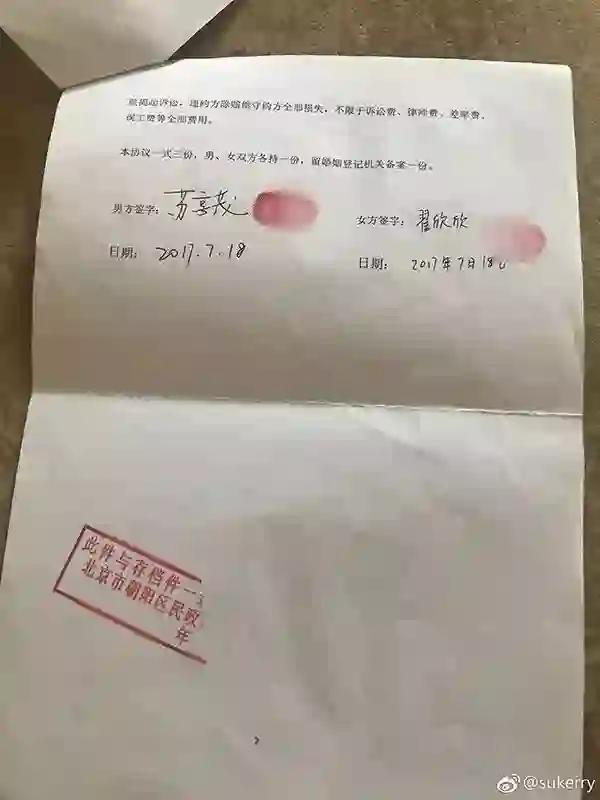 提起诉讼，违约方除赔偿守约方全部损失，不限于诉讼费、律师费、差旅费、
误工费等全部费用。
本协议一式三份，男、女双方各持一份，留婚姻登记机关备案一份。
男方签字：苏享茂
女方签字：翟欣欣
日期：2017.7.18
日期：2017年7月18日
此件与存档件一
北京市朝阳区民政
年
@sukerry